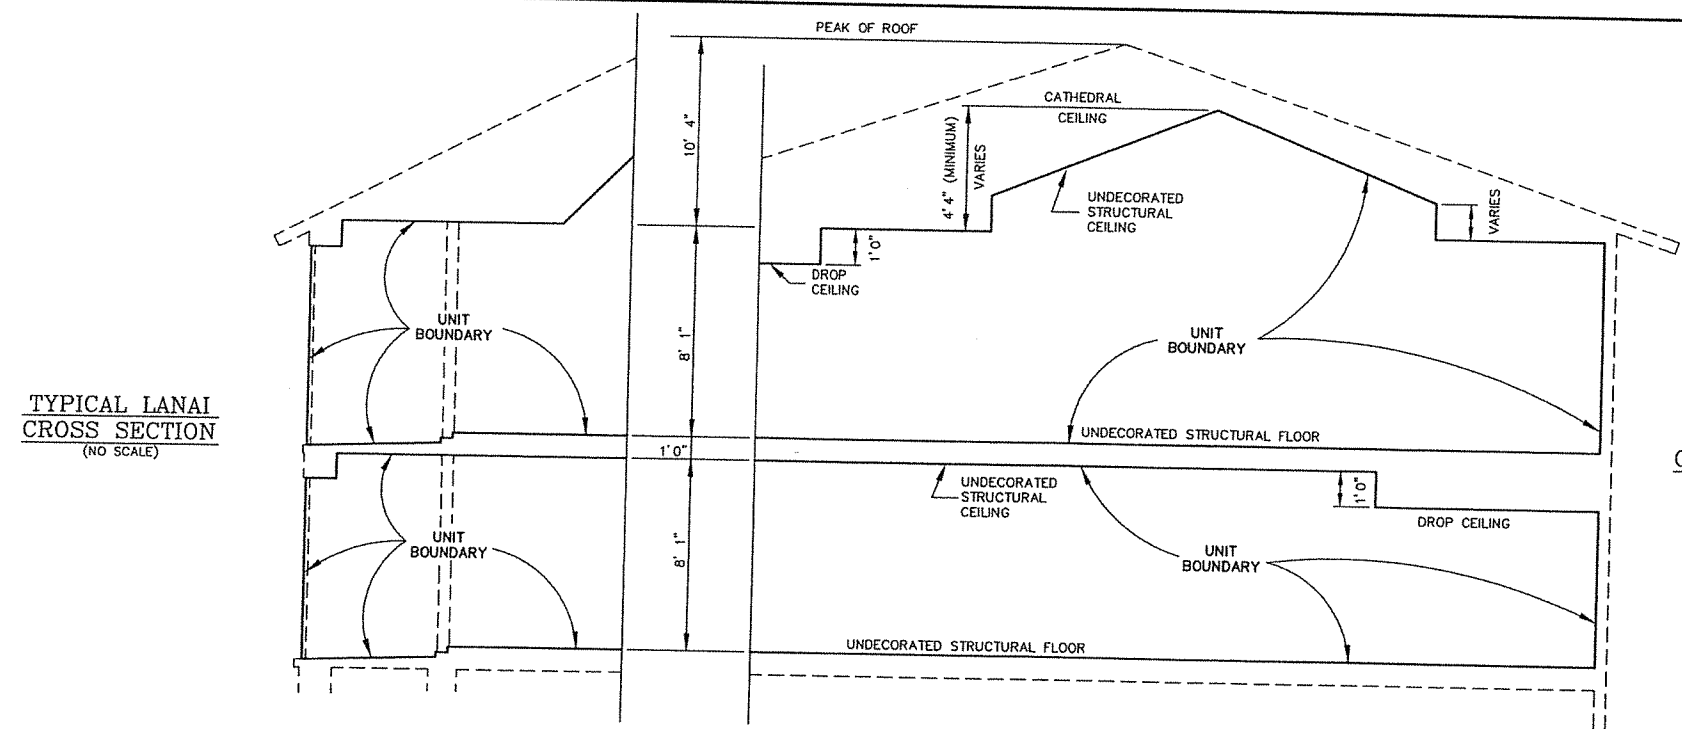 PEAK OF ROOF
CATHEDRAL
CEILING
10' 4"
4'4" (MINIMUM)
VARIES
UNDECORATED
STRUCTURAL
CEILING
VARIES
1'0"
DROP
CEILING
UNIT
BOUNDARY
8' 1"
UNIT
BOUNDARY
TYPICAL LANAI
CROSS SECTION
(NO SCALE)
UNDECORATED STRUCTURAL FLOOR
1'0"
UNDECORATED
STRUCTURAL
CEILING
1'0"
DROP CEILING
UNIT
BOUNDARY
8' 1"
UNIT
BOUNDARY
UNDECORATED STRUCTURAL FLOOR